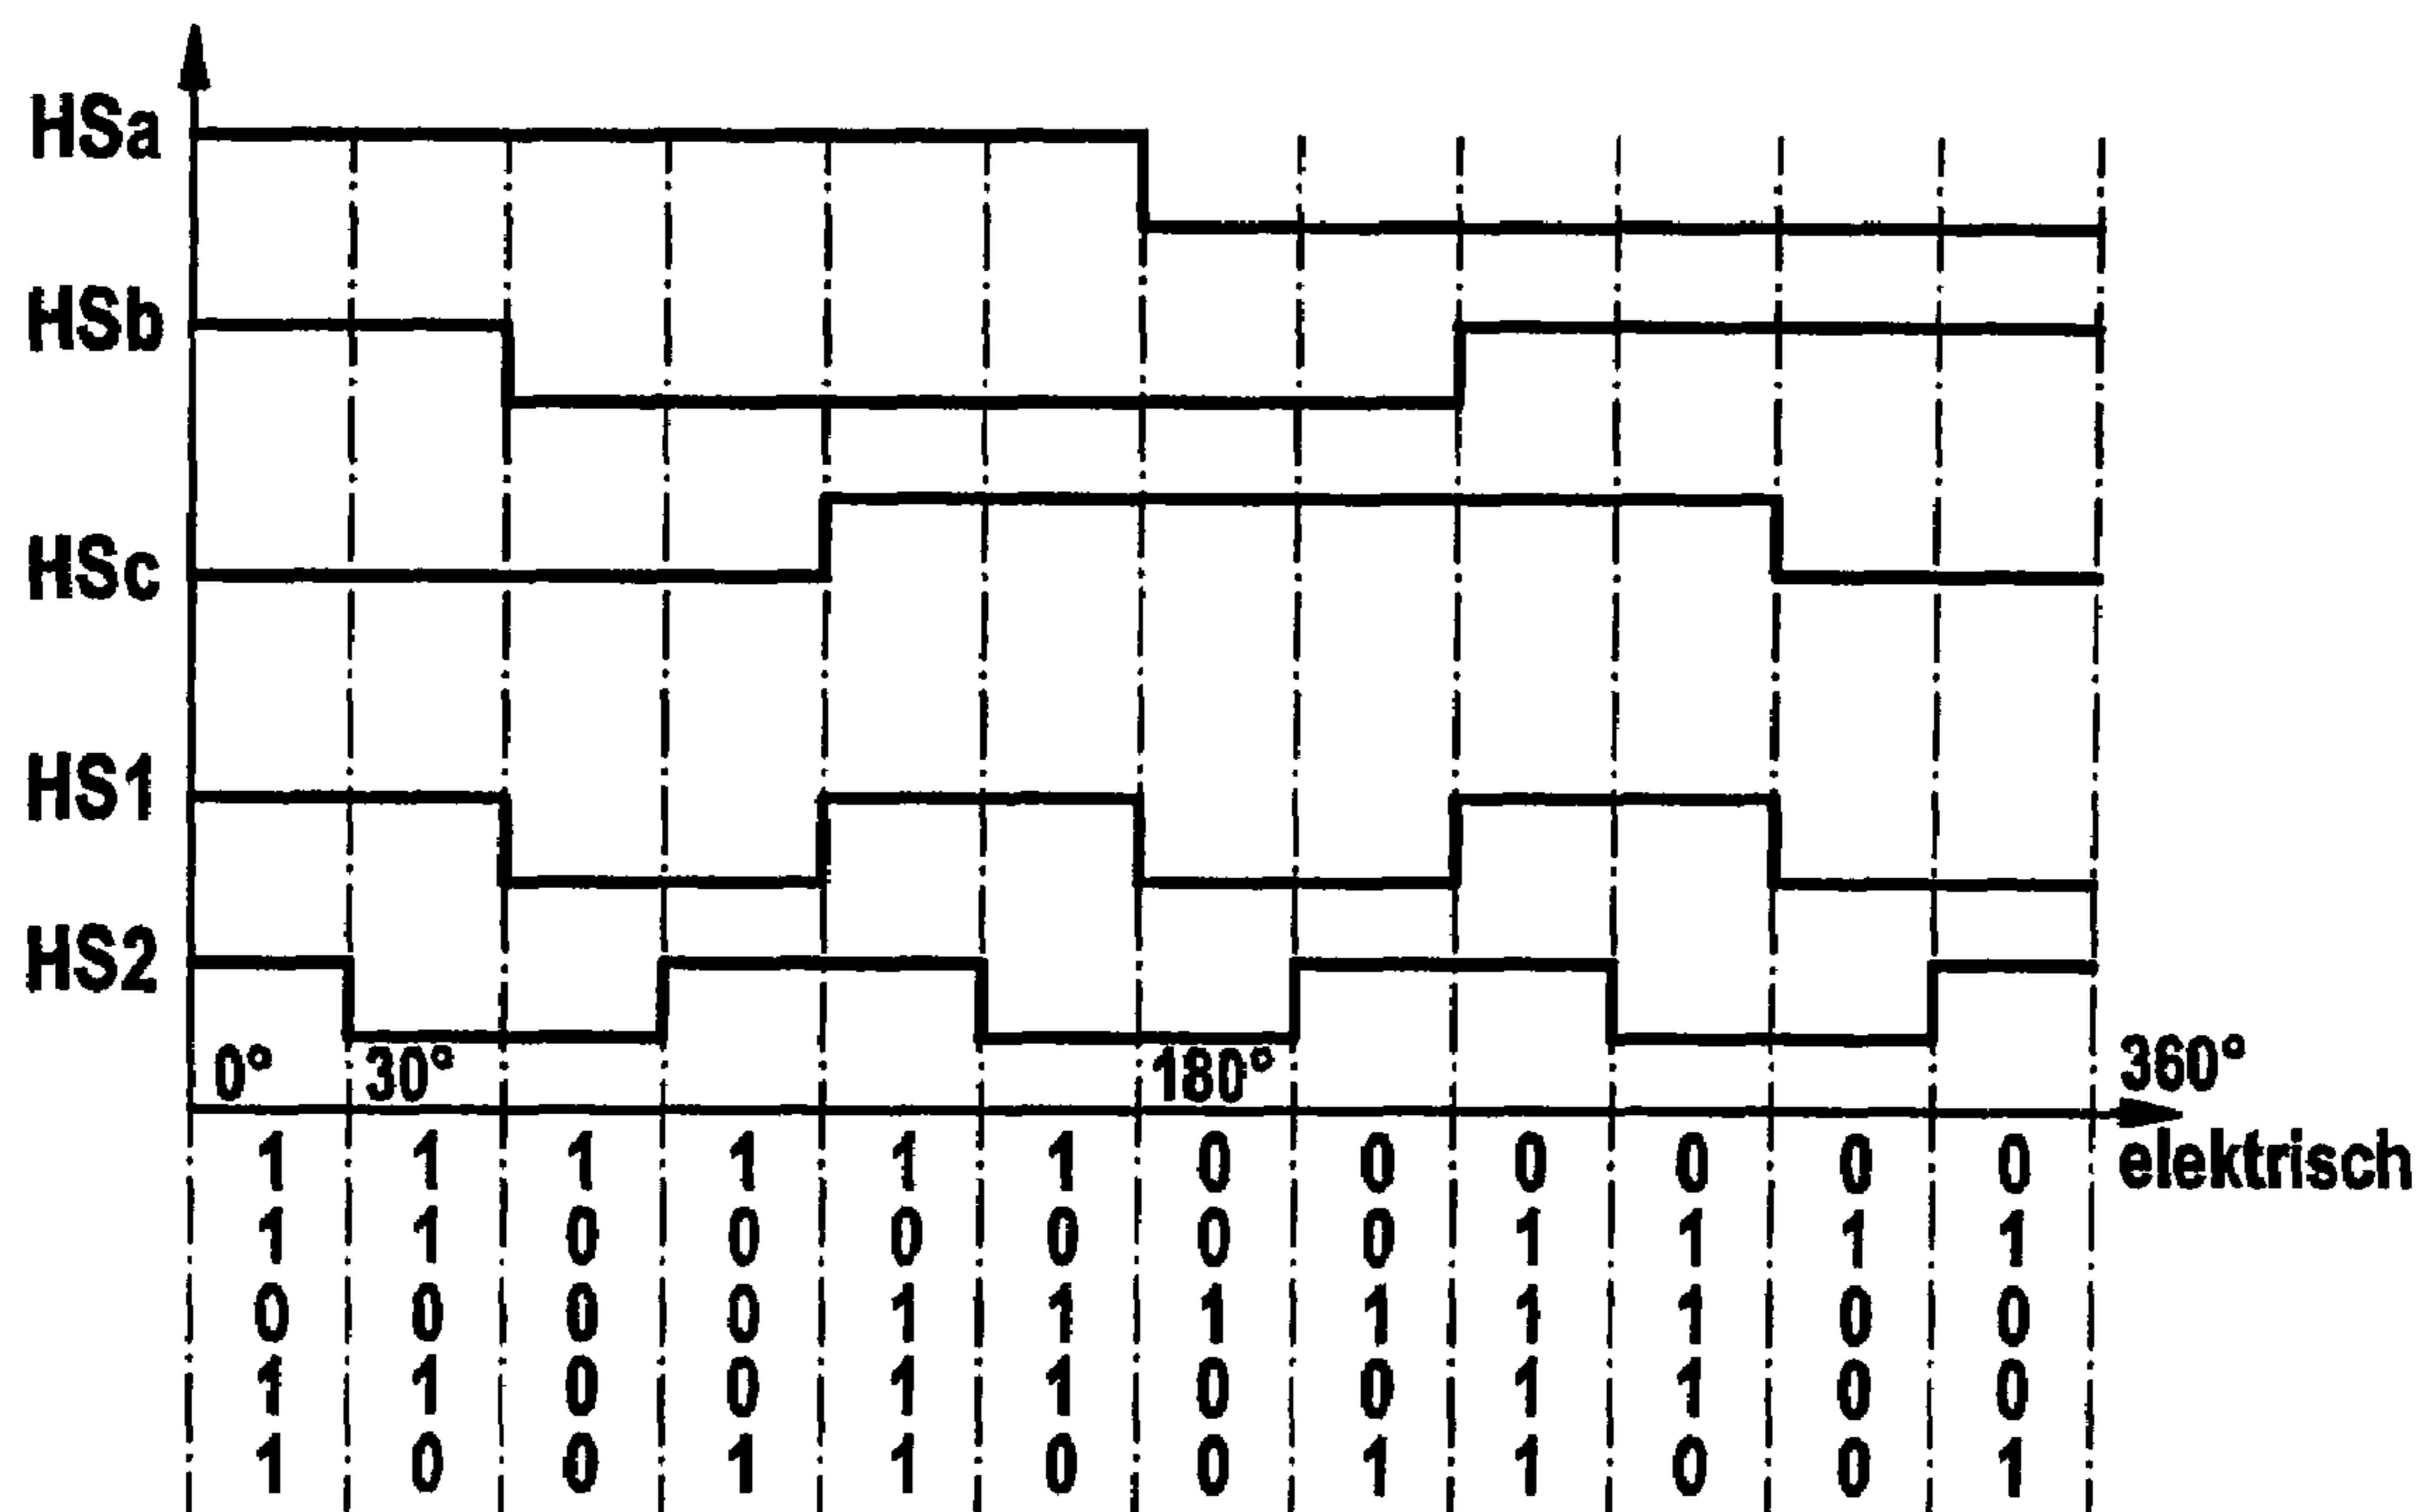 HSa
HSb
HSc
HS1
HS2
0° 30° 180° 360°
elektrisch
1 1 1 1 1 1 0 0 0 0 0 0
1 1 0 0 0 0 0 0 1 1 1 1
0 0 0 0 1 1 1 1 1 1 0 0
1 1 0 0 1 1 0 0 1 1 0 0
1 0 0 1 1 0 0 1 1 0 0 1